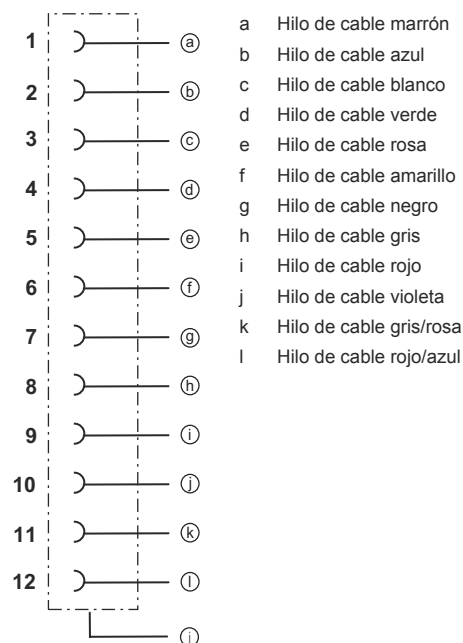 1 a
2 b
3 c
4 d
5 e
6 f
7 g
8 h
9 i
10 j
11 k
12 l
i
a Hilo de cable marrón
b Hilo de cable azul
c Hilo de cable blanco
d Hilo de cable verde
e Hilo de cable rosa
f Hilo de cable amarillo
g Hilo de cable negro
h Hilo de cable gris
i Hilo de cable rojo
j Hilo de cable violeta
k Hilo de cable gris/rosa
l Hilo de cable rojo/azul